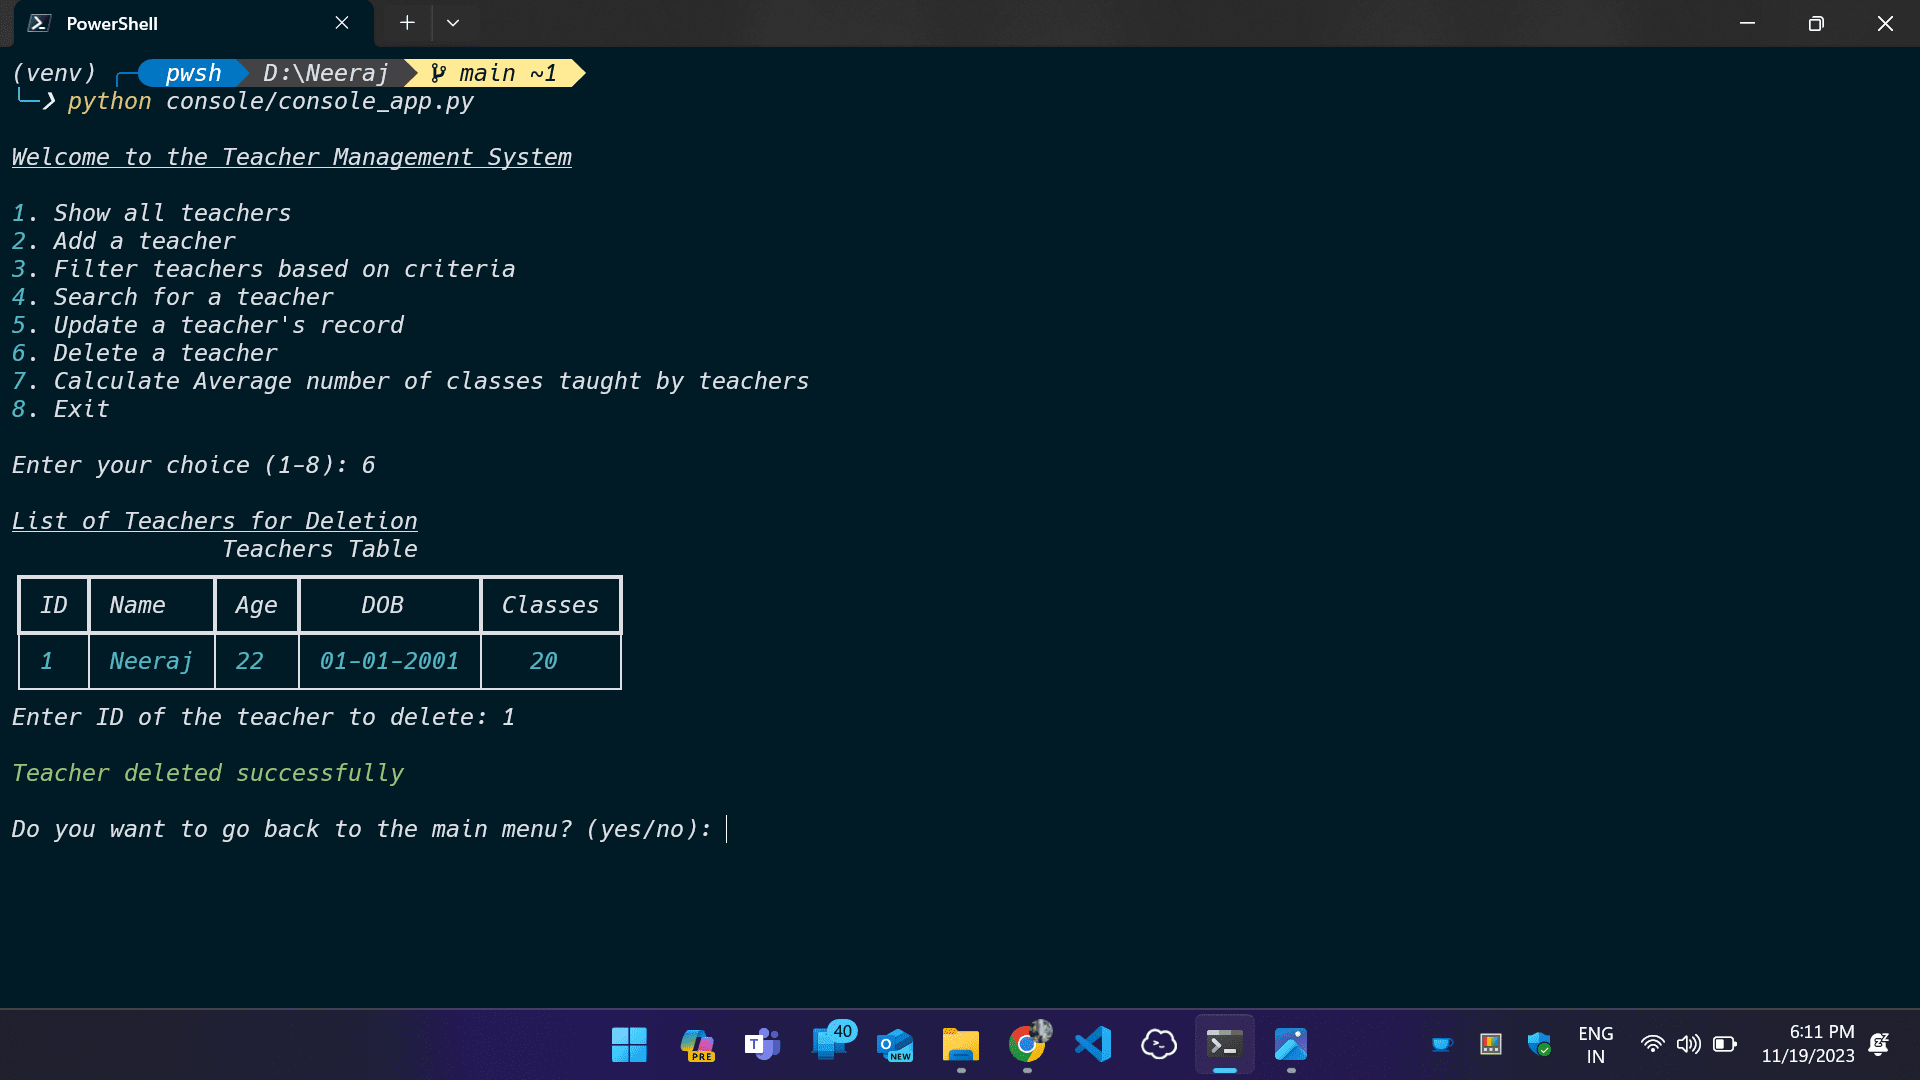 PowerShell
(venv) pwsh D:\Neeraj main ~1
❯ python console/console_app.py
Welcome to the Teacher Management System
1. Show all teachers
2. Add a teacher
3. Filter teachers based on criteria
4. Search for a teacher
5. Update a teacher's record
6. Delete a teacher
7. Calculate Average number of classes taught by teachers
8. Exit
Enter your choice (1-8): 6
List of Teachers for Deletion
Teachers Table
ID Name Age DOB Classes
1 Neeraj 22 01-01-2001 20
Enter ID of the teacher to delete: 1
Teacher deleted successfully
Do you want to go back to the main menu? (yes/no):
PRE
T
40
O
NEW
ENG
IN
6:11 PM
11/19/2023